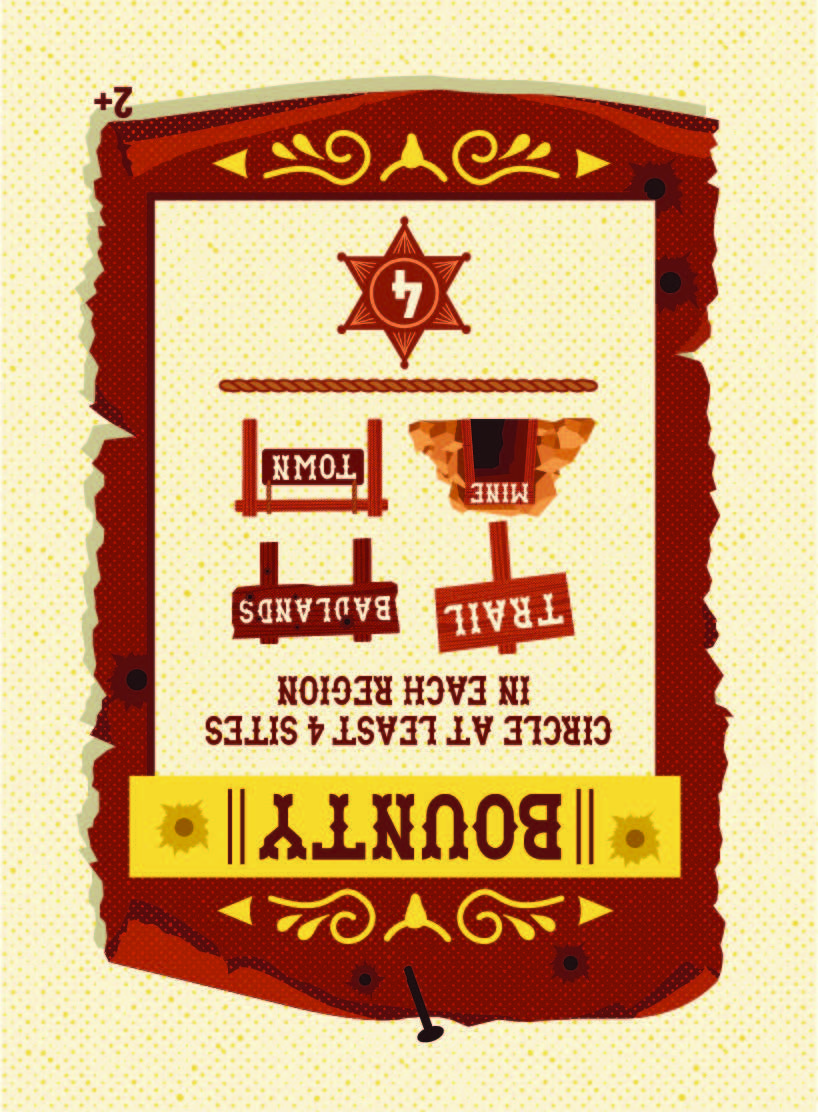 BOUNTY
CIRCLE AT LEAST 4 SITES
IN EACH REGION
TRAIL BADLANDS
MINE TOWN
4
2+